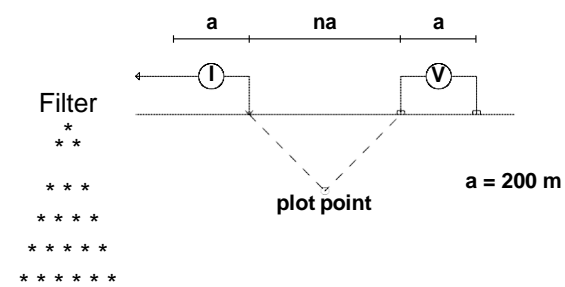 a na a
I V
Filter
*
* *
* * *
a = 200 m
plot point
* * * *
* * * * *
* * * * * *